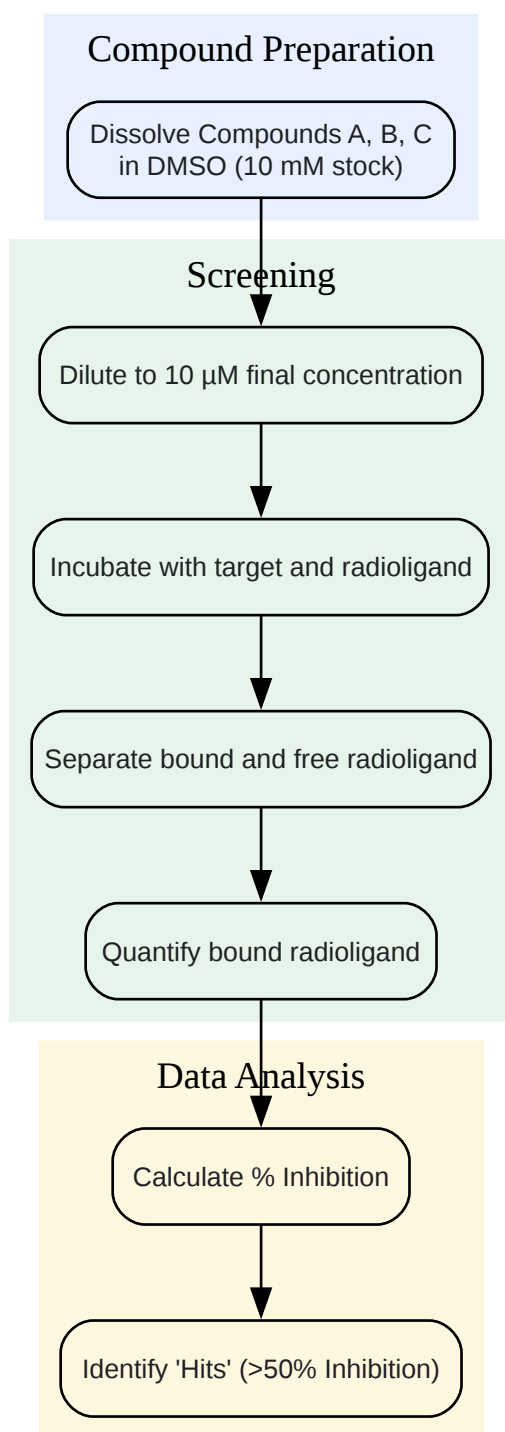 Compound Preparation
Dissolve Compounds A, B, C
in DMSO (10 mM stock)
Screening
Dilute to 10 µM final concentration
Incubate with target and radioligand
Separate bound and free radioligand
Quantify bound radioligand
Data Analysis
Calculate % Inhibition
Identify 'Hits' (>50% Inhibition)